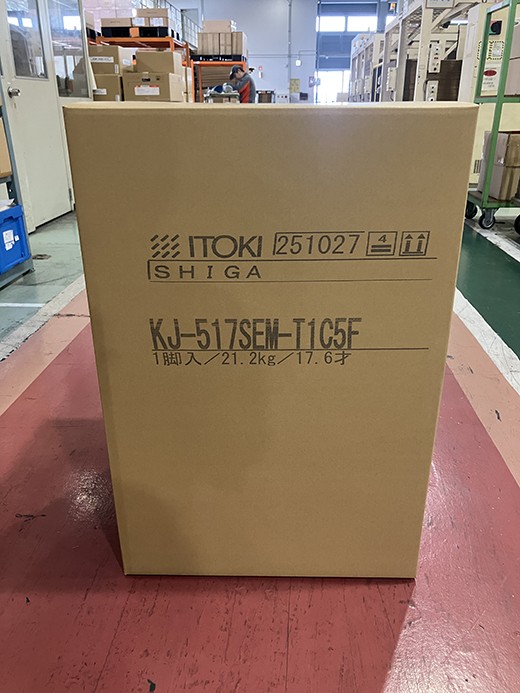 ITOKI 251027 4
SHIGA
KJ-517SEM-T1C5F
1脚入/21.2kg/17.6才